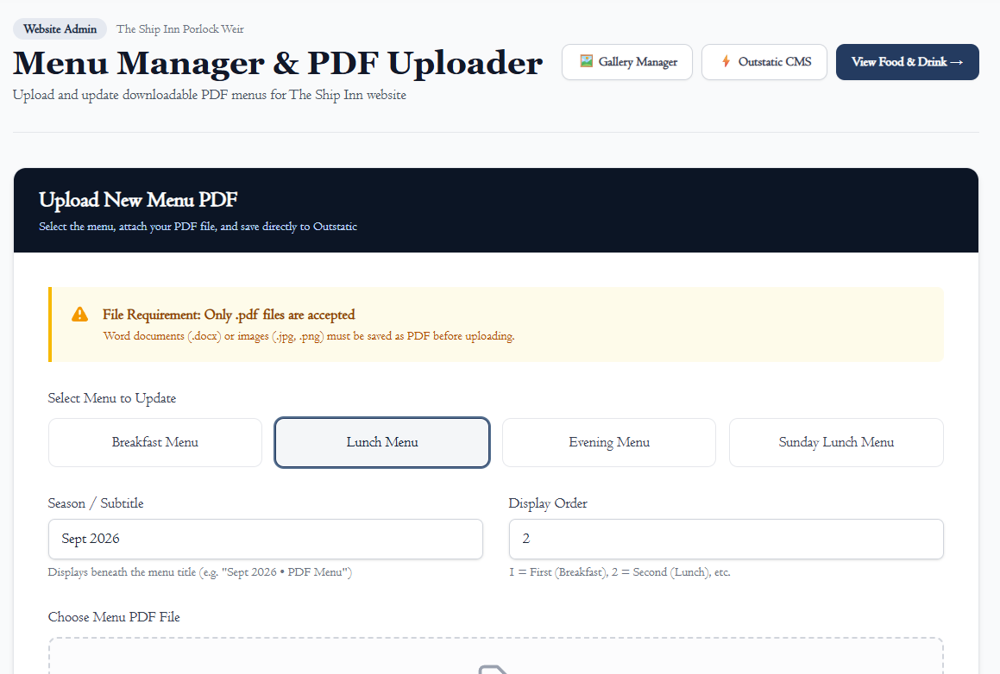 Website Admin The Ship Inn Porlock Weir
Menu Manager & PDF Uploader
Upload and update downloadable PDF menus for The Ship Inn website
Gallery Manager
Outstatic CMS
View Food & Drink →
Upload New Menu PDF
Select the menu, attach your PDF file, and save directly to Outstatic
File Requirement: Only .pdf files are accepted
Word documents (.docx) or images (.jpg, .png) must be saved as PDF before uploading.
Select Menu to Update
Breakfast Menu
Lunch Menu
Evening Menu
Sunday Lunch Menu
Season / Subtitle
Sept 2026
Displays beneath the menu title (e.g. "Sept 2026 • PDF Menu")
Display Order
2
1 = First (Breakfast), 2 = Second (Lunch), etc.
Choose Menu PDF File